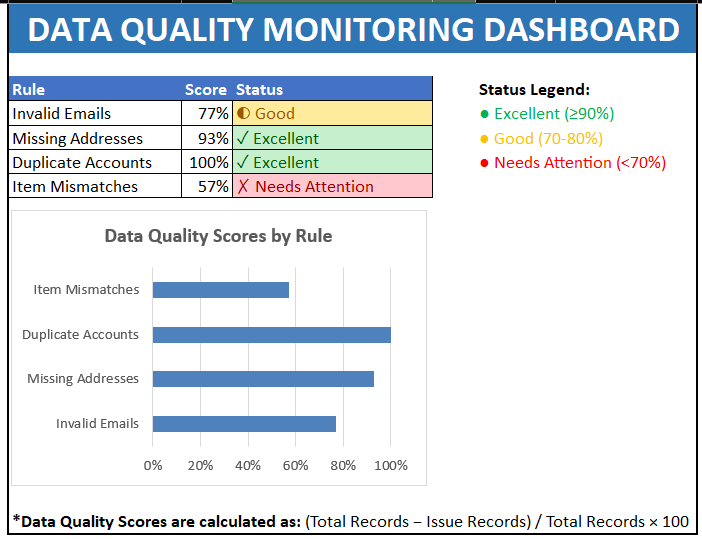 DATA QUALITY MONITORING DASHBOARD
Rule Score Status
Invalid Emails 77% ◐ Good
Missing Addresses 93% ✓ Excellent
Duplicate Accounts 100% ✓ Excellent
Item Mismatches 57% ✗ Needs Attention
Status Legend:
● Excellent (≥90%)
● Good (70-80%)
● Needs Attention (<70%)
Data Quality Scores by Rule
Item Mismatches
Duplicate Accounts
Missing Addresses
Invalid Emails
0% 20% 40% 60% 80% 100%
*Data Quality Scores are calculated as: (Total Records − Issue Records) / Total Records × 100